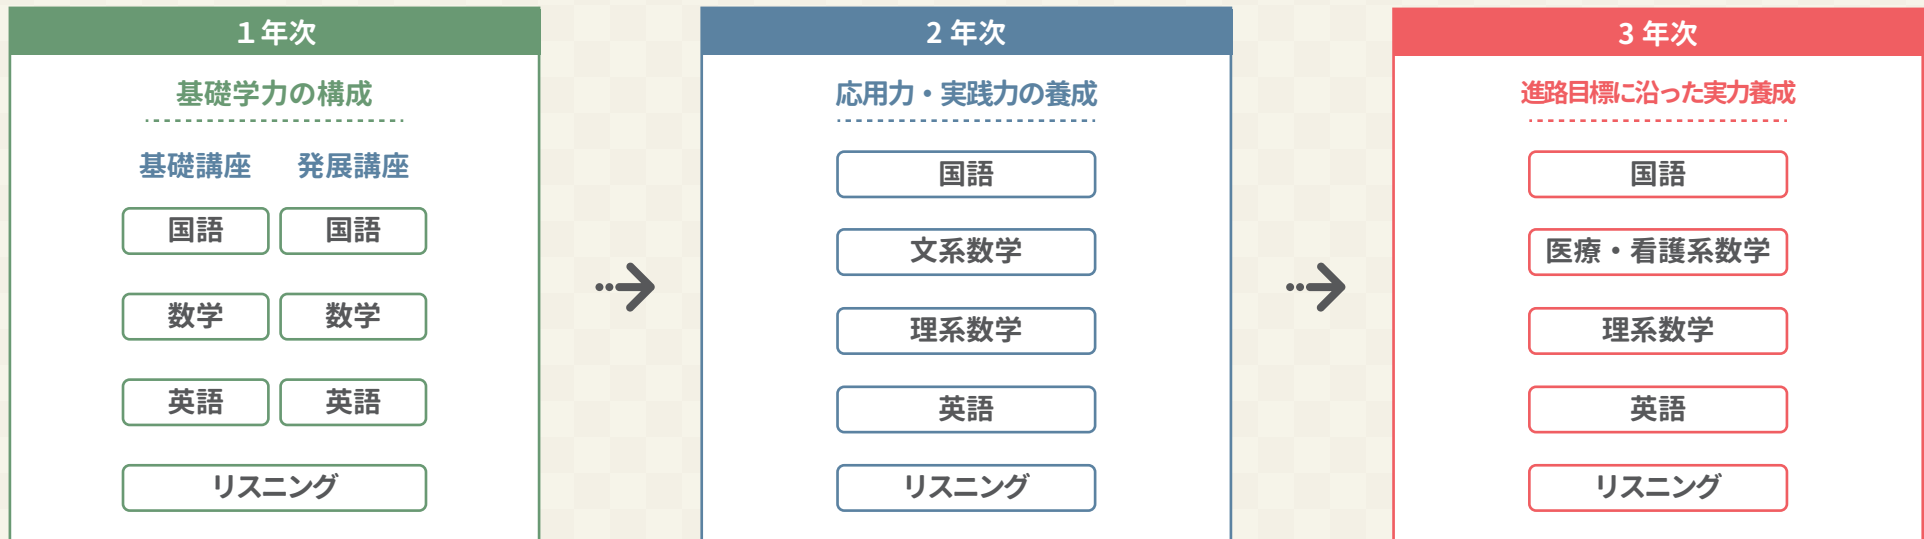 1年次
基礎学力の構成
基礎講座 発展講座
国語 国語
数学 数学
英語 英語
リスニング
2年次
応用力・実践力の養成
国語
文系数学
理系数学
英語
リスニング
3年次
進路目標に沿った実力養成
国語
医療・看護系数学
理系数学
英語
リスニング